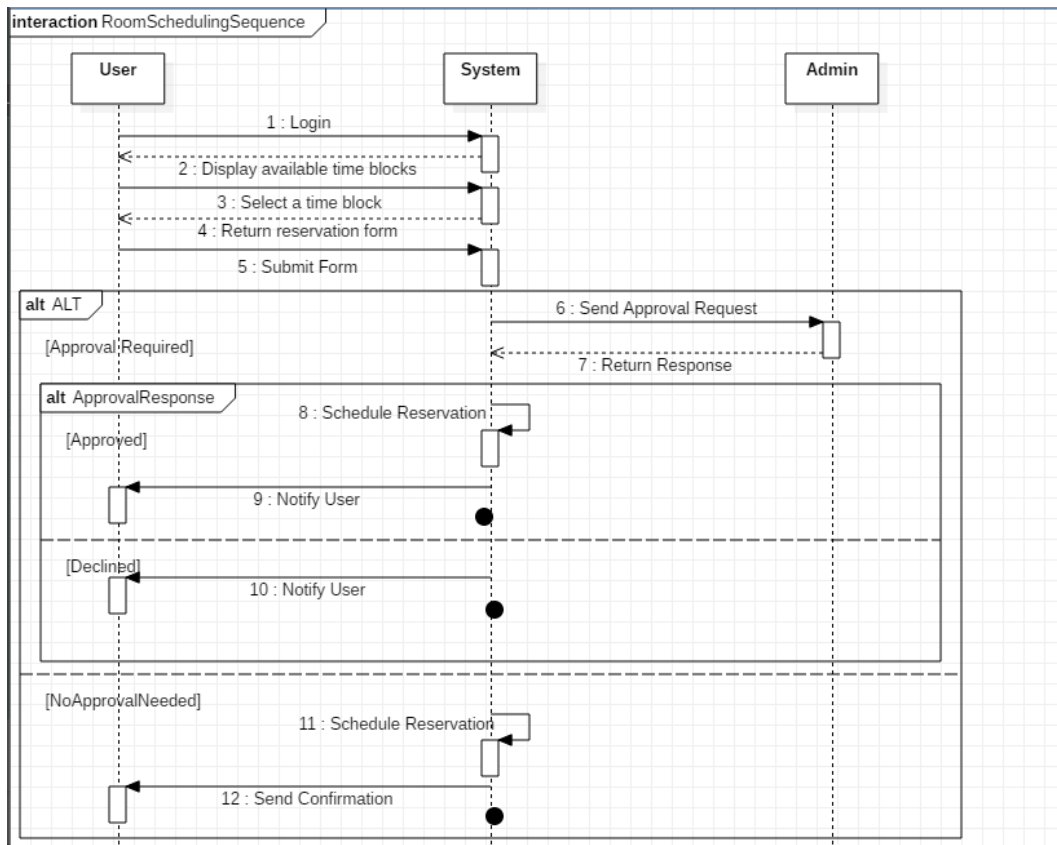 interaction RoomSchedulingSequence
User
System
Admin
1 : Login
2 : Display available time blocks
3 : Select a time block
4 : Return reservation form
5 : Submit Form
alt ALT
6 : Send Approval Request
[Approval Required]
7 : Return Response
alt ApprovalResponse
8 : Schedule Reservation
[Approved]
9 : Notify User
[Declined]
10 : Notify User
[NoApprovalNeeded]
11 : Schedule Reservation
12 : Send Confirmation